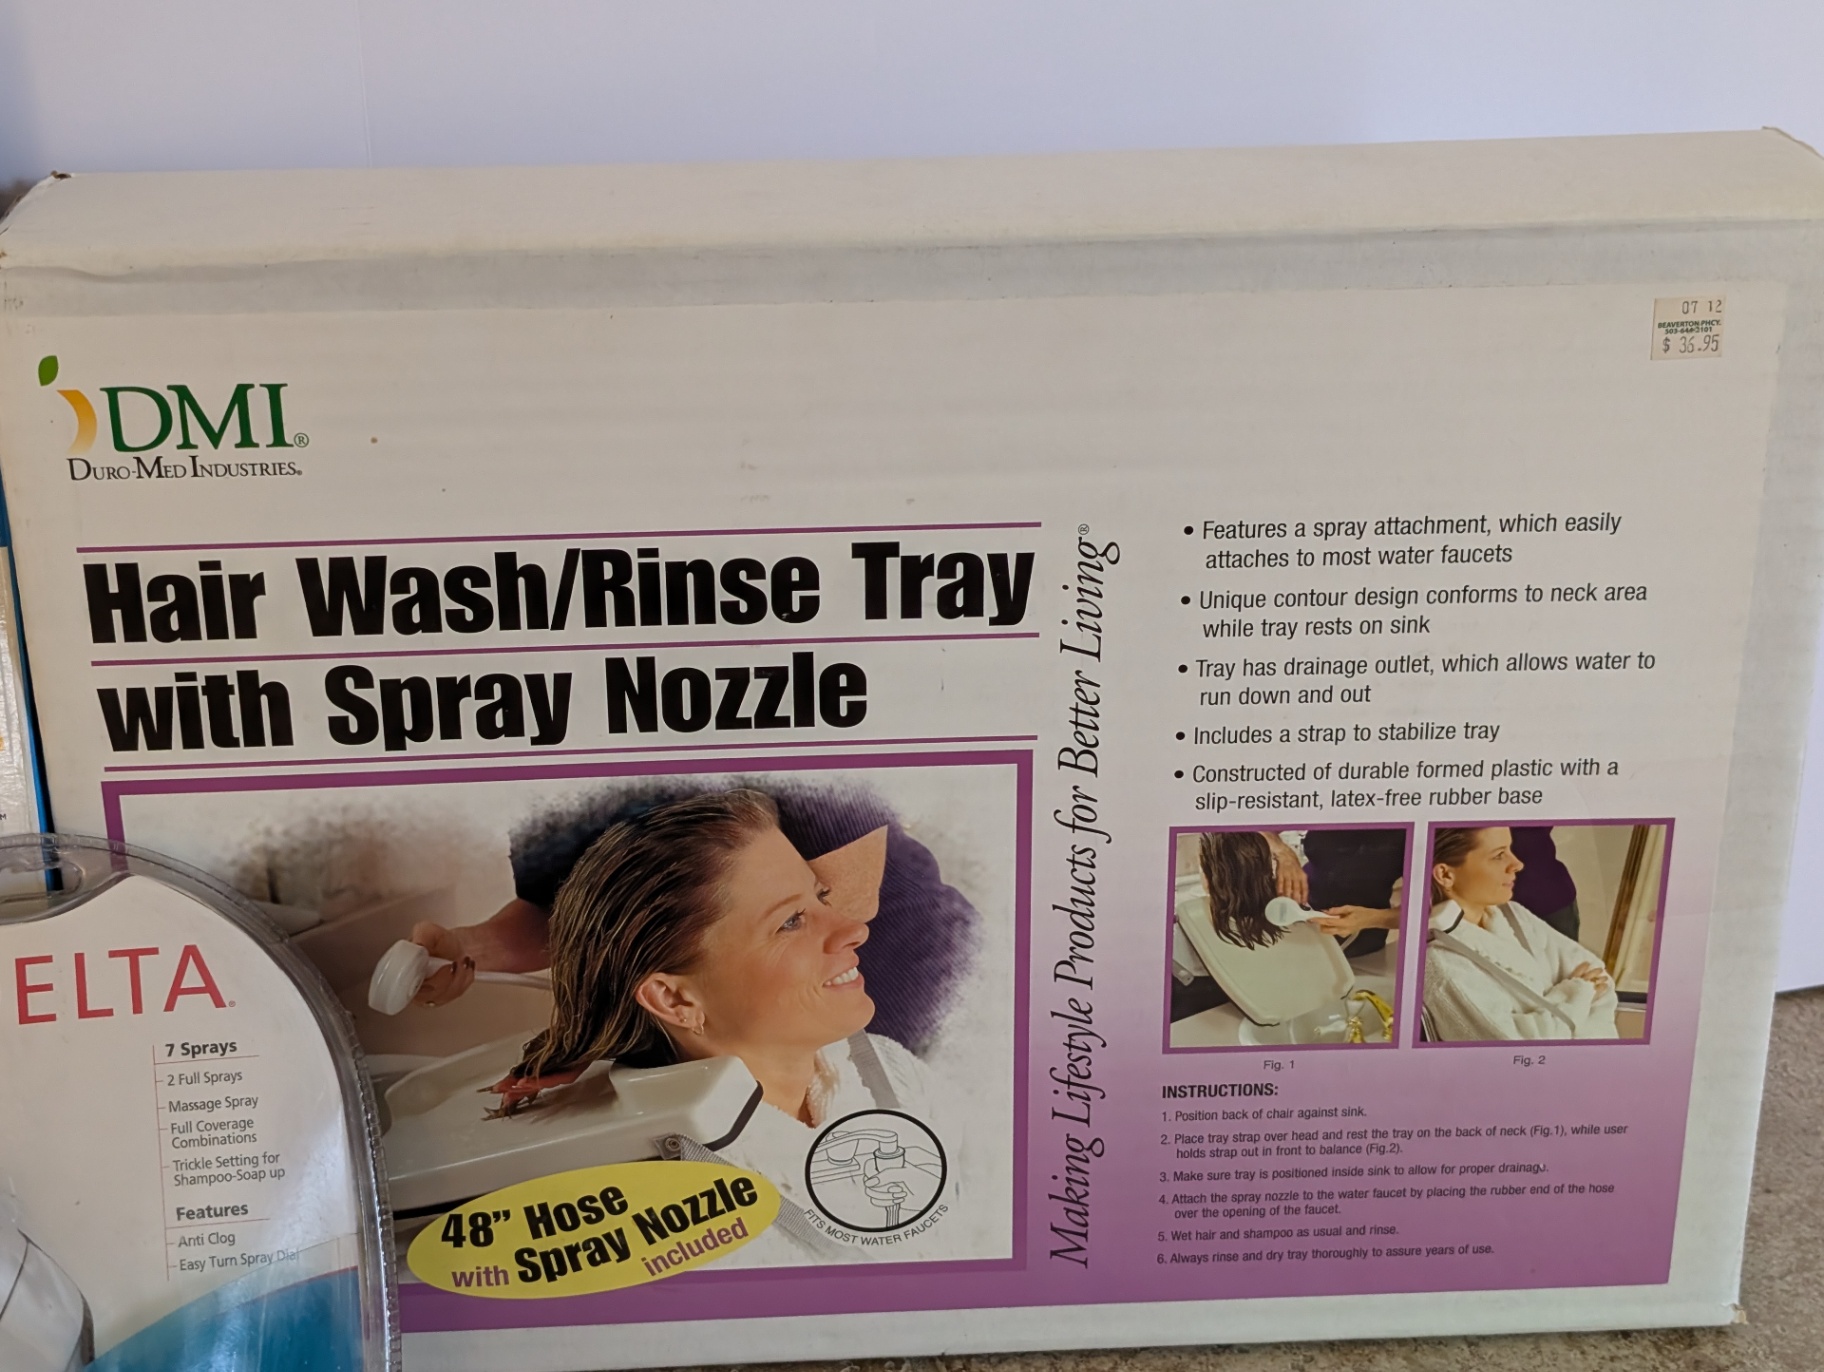 07 12
BEAVERTON PHCY.
$ 36.95
DMI®
DURO-MED INDUSTRIES®
Hair Wash/Rinse Tray
with Spray Nozzle
48” Hose
with Spray Nozzle
included
FITS MOST WATER FAUCETS
Making Lifestyle Products for Better Living®
• Features a spray attachment, which easily
attaches to most water faucets
• Unique contour design conforms to neck area
while tray rests on sink
• Tray has drainage outlet, which allows water to
run down and out
• Includes a strap to stabilize tray
• Constructed of durable formed plastic with a
slip-resistant, latex-free rubber base
Fig. 1
Fig. 2
INSTRUCTIONS:
1. Position back of chair against sink.
2. Place tray strap over head and rest the tray on the back of neck (Fig.1), while user
holds strap out in front to balance (Fig.2).
3. Make sure tray is positioned inside sink to allow for proper drainage.
4. Attach the spray nozzle to the water faucet by placing the rubber end of the hose
over the opening of the faucet.
5. Wet hair and shampoo as usual and rinse.
6. Always rinse and dry tray thoroughly to assure years of use.
ELTA®
7 Sprays
2 Full Sprays
Massage Spray
Full Coverage
Combinations
Trickle Setting for
Shampoo-Soap up
Features
Anti Clog
Easy Turn Spray Dial